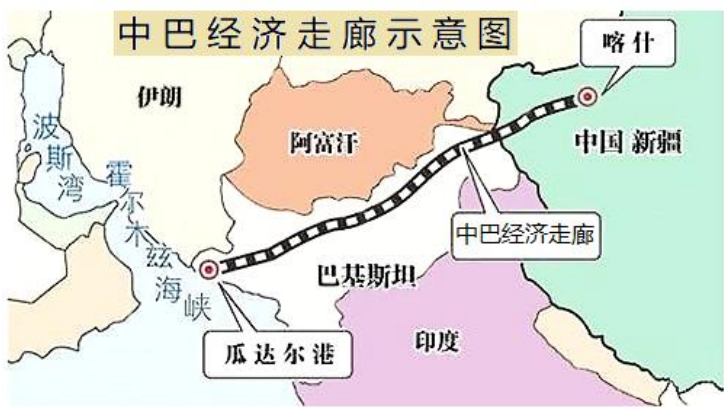 中巴经济走廊示意图
喀什
伊朗
阿富汗
中国 新疆
波斯湾
霍尔木兹海峡
中巴经济走廊
巴基斯坦
瓜达尔港
印度